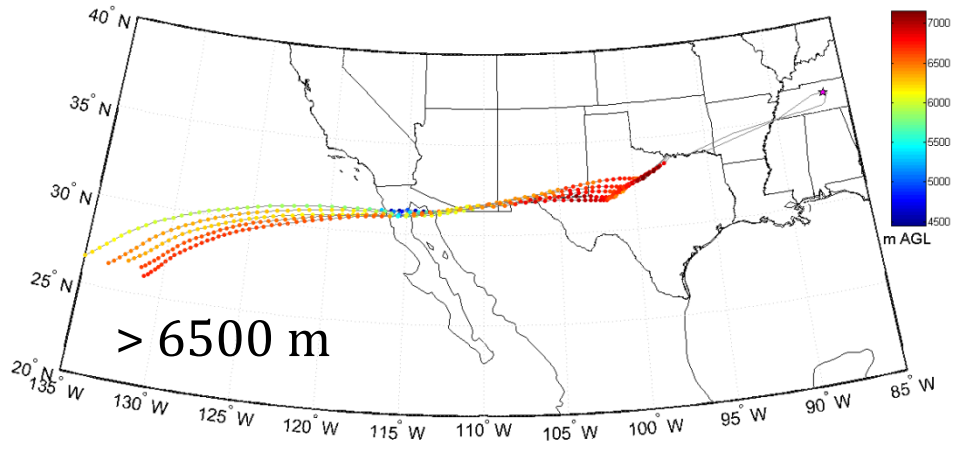 40° N
35° N
30° N
25° N
20° N
135° W
130° W
125° W
120° W
115° W
110° W
105° W
100° W
95° W
90° W
85° W
> 6500 m
7000
6500
6000
5500
5000
4500
m AGL